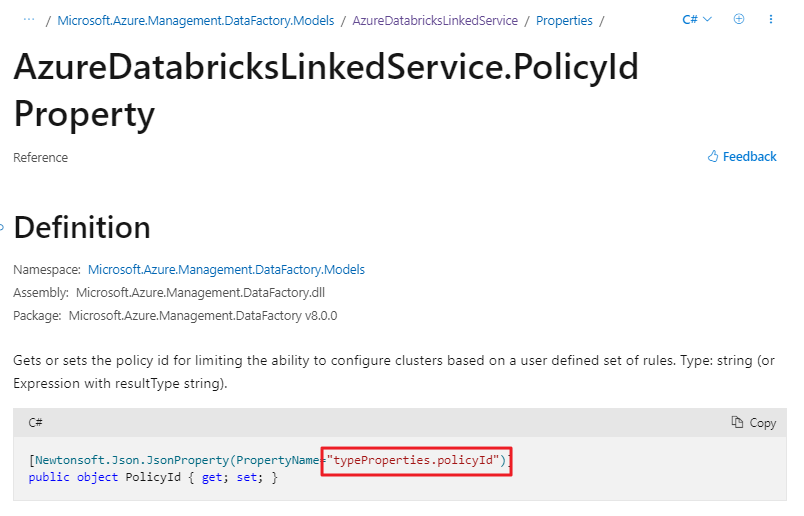 ... / Microsoft.Azure.Management.DataFactory.Models / AzureDatabricksLinkedService / Properties / C#
AzureDatabricksLinkedService.PolicyId
Property
Reference
Feedback
Definition
Namespace: Microsoft.Azure.Management.DataFactory.Models
Assembly: Microsoft.Azure.Management.DataFactory.dll
Package: Microsoft.Azure.Management.DataFactory v8.0.0
Gets or sets the policy id for limiting the ability to configure clusters based on a user defined set of rules. Type: string (or
Expression with resultType string).
C# Copy
[Newtonsoft.Json.JsonProperty(PropertyName="typeProperties.policyId")]
public object PolicyId { get; set; }